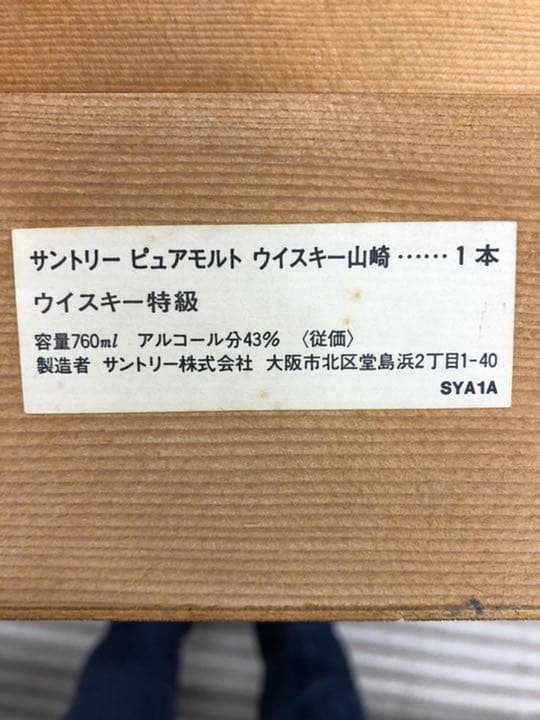 サントリー ピュアモルト ウイスキー山崎……1本
ウイスキー特級
容量760ml アルコール分43% 〈従価〉
製造者 サントリー株式会社 大阪市北区堂島浜2丁目1-40
SYA1A